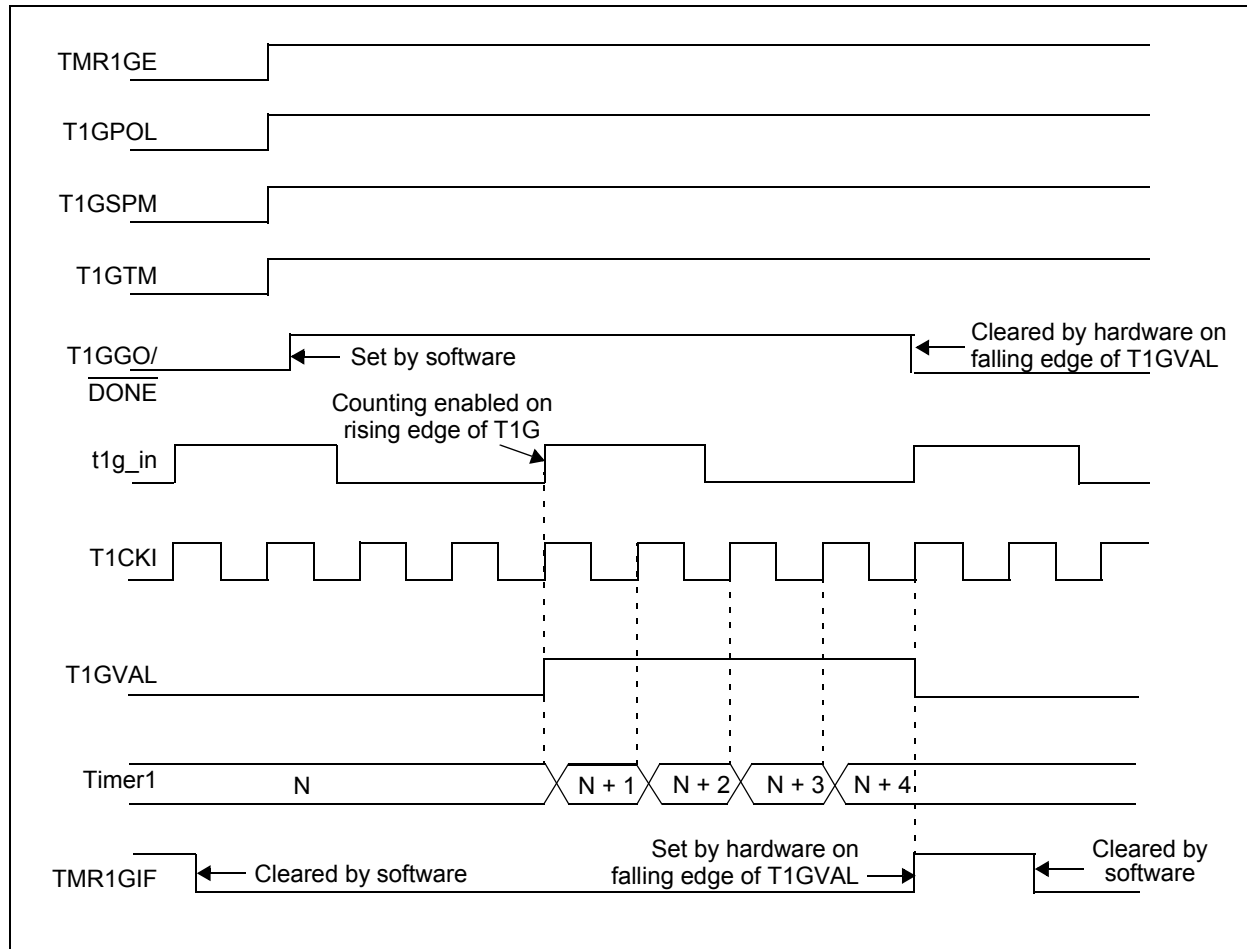 TMR1GE
T1GPOL
T1GSPM
T1GTM
T1GGO/
DONE
Set by software
Cleared by hardware on
falling edge of T1GVAL
Counting enabled on
rising edge of T1G
t1g_in
T1CKI
T1GVAL
Timer1
N
N + 1
N + 2
N + 3
N + 4
TMR1GIF
Cleared by software
Set by hardware on
falling edge of T1GVAL
Cleared by
software